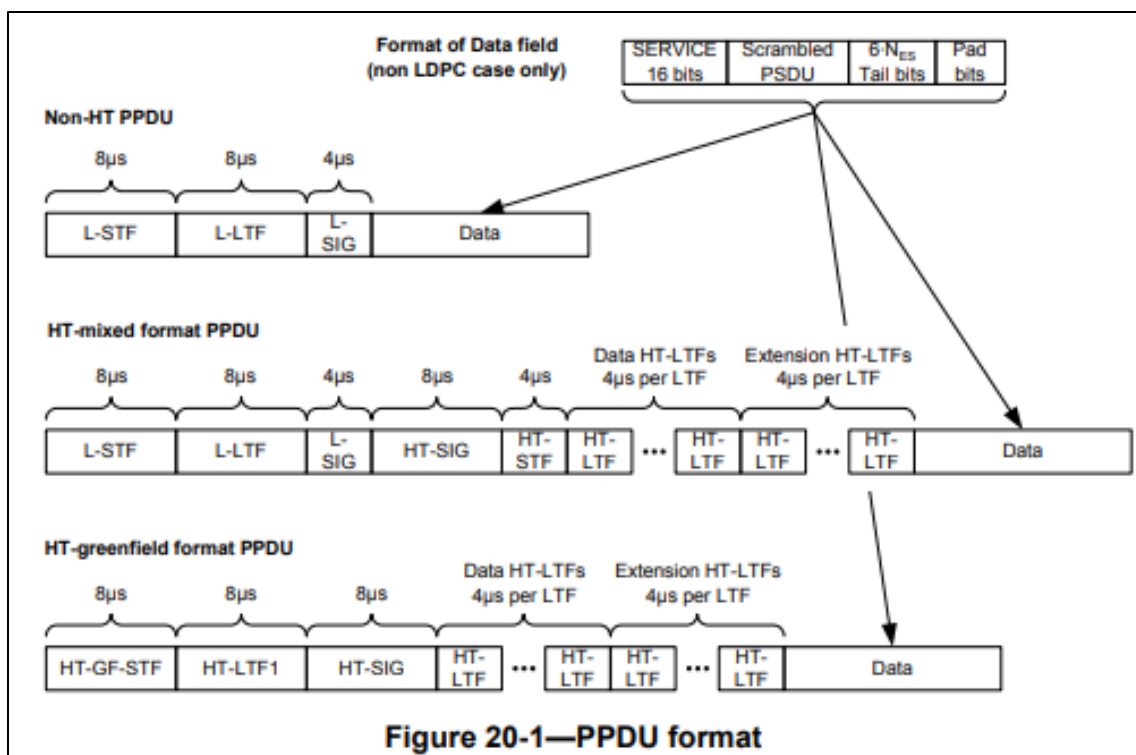 Format of Data field
(non LDPC case only)
SERVICE
16 bits
Scrambled
PSDU
6·N_ES
Tail bits
Pad
bits
Non-HT PPDU
8µs
8µs
4µs
L-STF
L-LTF
L-
SIG
Data
HT-mixed format PPDU
Data HT-LTFs
4µs per LTF
Extension HT-LTFs
4µs per LTF
8µs
8µs
4µs
8µs
4µs
L-STF
L-LTF
L-
SIG
HT-SIG
HT-
STF
HT-
LTF
•••
HT-
LTF
HT-
LTF
•••
HT-
LTF
Data
HT-greenfield format PPDU
Data HT-LTFs
4µs per LTF
Extension HT-LTFs
4µs per LTF
8µs
8µs
8µs
HT-GF-STF
HT-LTF1
HT-SIG
HT-
LTF
•••
HT-
LTF
HT-
LTF
•••
HT-
LTF
Data
Figure 20-1—PPDU format